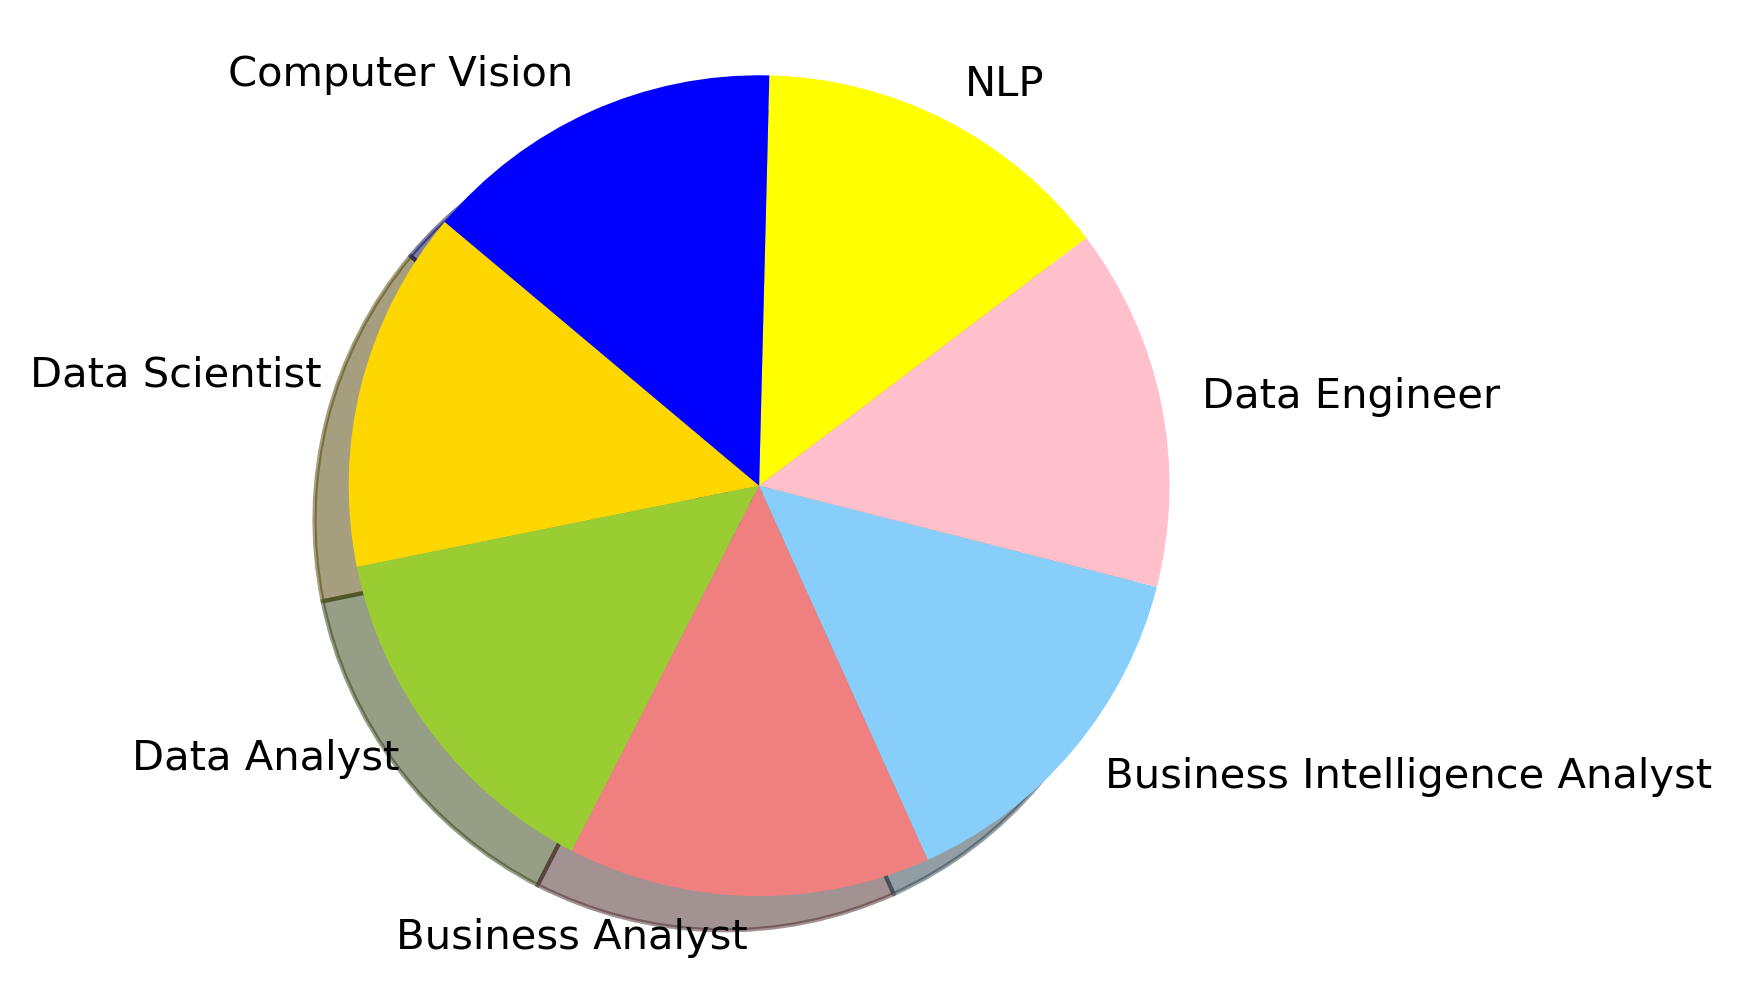 Computer Vision
NLP
Data Scientist
Data Engineer
Data Analyst
Business Intelligence Analyst
Business Analyst